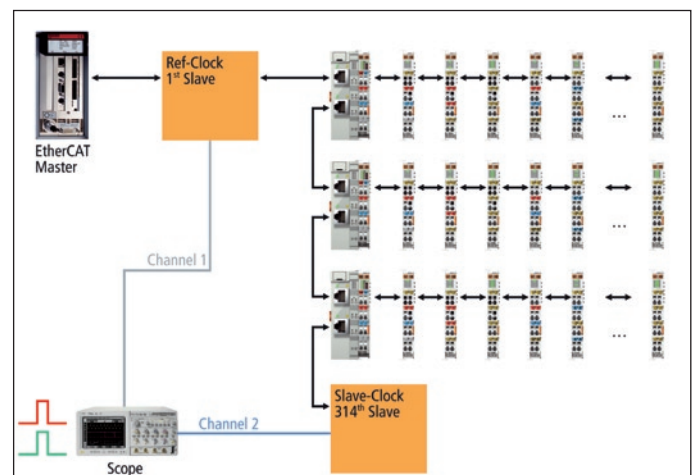 Ref-Clock
1st Slave
EtherCAT
Master
...
...
Channel 1
...
Slave-Clock
314th Slave
Channel 2
Scope